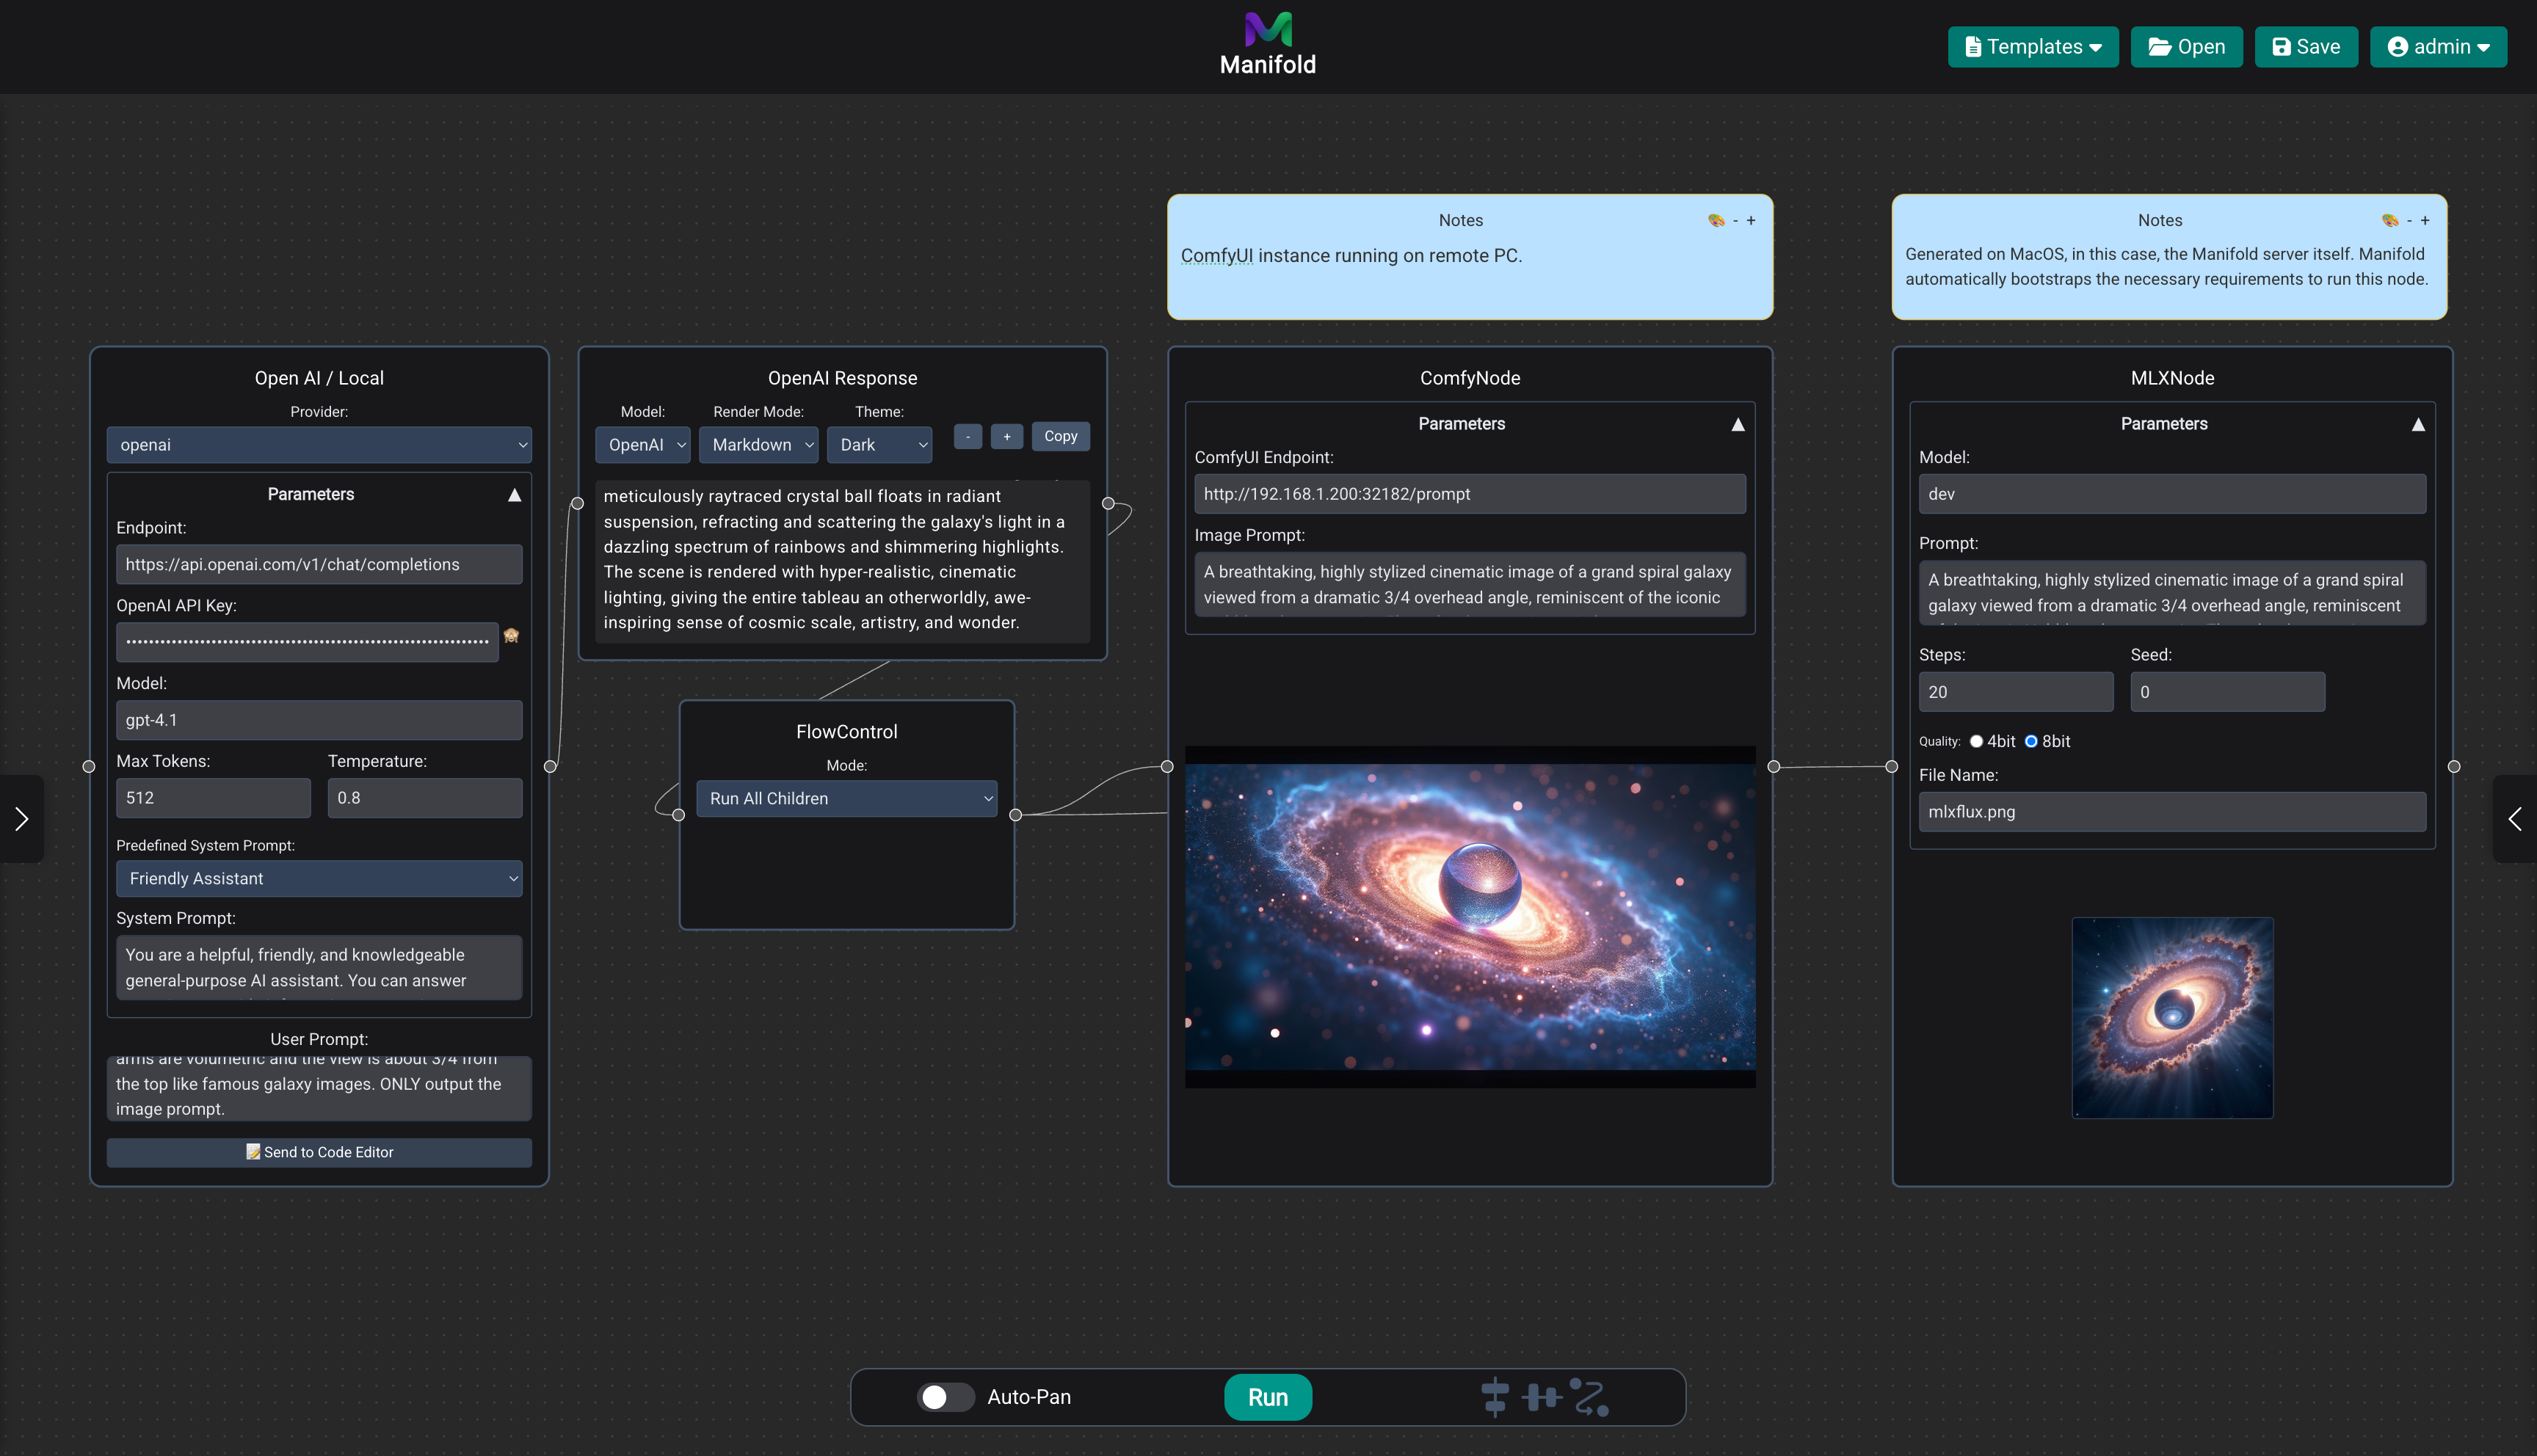 Manifold
Templates
Open
Save
admin
Notes
- +
ComfyUI instance running on remote PC.
Notes
- +
Generated on MacOS, in this case, the Manifold server itself. Manifold
automatically bootstraps the necessary requirements to run this node.
Open AI / Local
Provider:
openai
Parameters
Endpoint:
https://api.openai.com/v1/chat/completions
OpenAI API Key:
Model:
gpt-4.1
Max Tokens:
Temperature:
512
0.8
Predefined System Prompt:
Friendly Assistant
System Prompt:
You are a helpful, friendly, and knowledgeable
general-purpose AI assistant. You can answer
User Prompt:
arms are volumetric and the view is about 3/4 from
the top like famous galaxy images. ONLY output the
image prompt.
Send to Code Editor
OpenAI Response
Model:
Render Mode:
Theme:
OpenAI
Markdown
Dark
-
+
Copy
meticulously raytraced crystal ball floats in radiant
suspension, refracting and scattering the galaxy's light in a
dazzling spectrum of rainbows and shimmering highlights.
The scene is rendered with hyper-realistic, cinematic
lighting, giving the entire tableau an otherworldly, awe-
inspiring sense of cosmic scale, artistry, and wonder.
FlowControl
Mode:
Run All Children
ComfyNode
Parameters
ComfyUI Endpoint:
http://192.168.1.200:32182/prompt
Image Prompt:
A breathtaking, highly stylized cinematic image of a grand spiral galaxy
viewed from a dramatic 3/4 overhead angle, reminiscent of the iconic
MLXNode
Parameters
Model:
dev
Prompt:
A breathtaking, highly stylized cinematic image of a grand spiral
galaxy viewed from a dramatic 3/4 overhead angle, reminiscent
Steps:
Seed:
20
0
Quality: 4bit 8bit
File Name:
mlxflux.png
Auto-Pan
Run